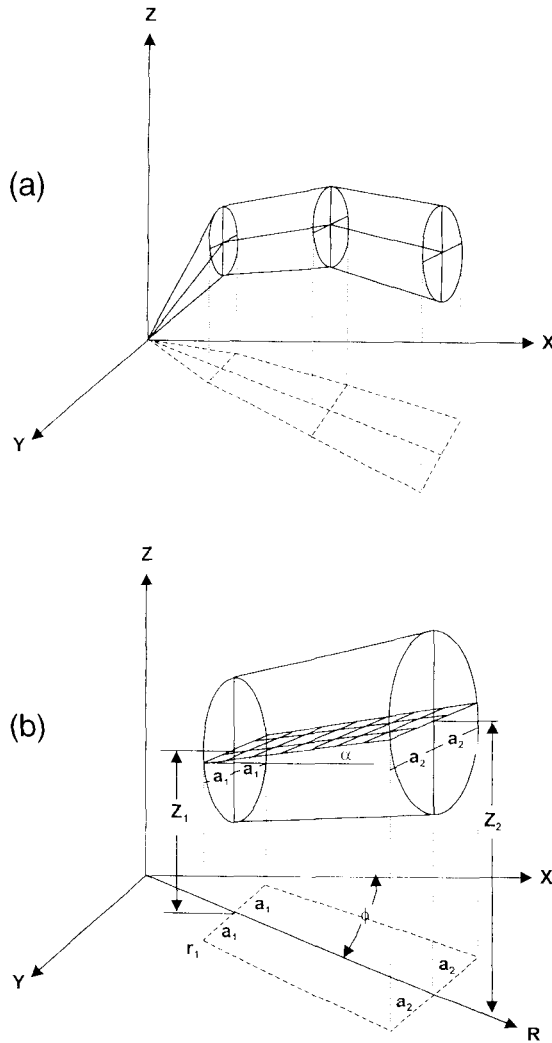 (a)
Z
X
Y
(b)
Z
α
a₁ a₁
a₂ a₂
Z₁
Z₂
X
ϕ
a₁
a₁
r₁
a₂
a₂
Y
R